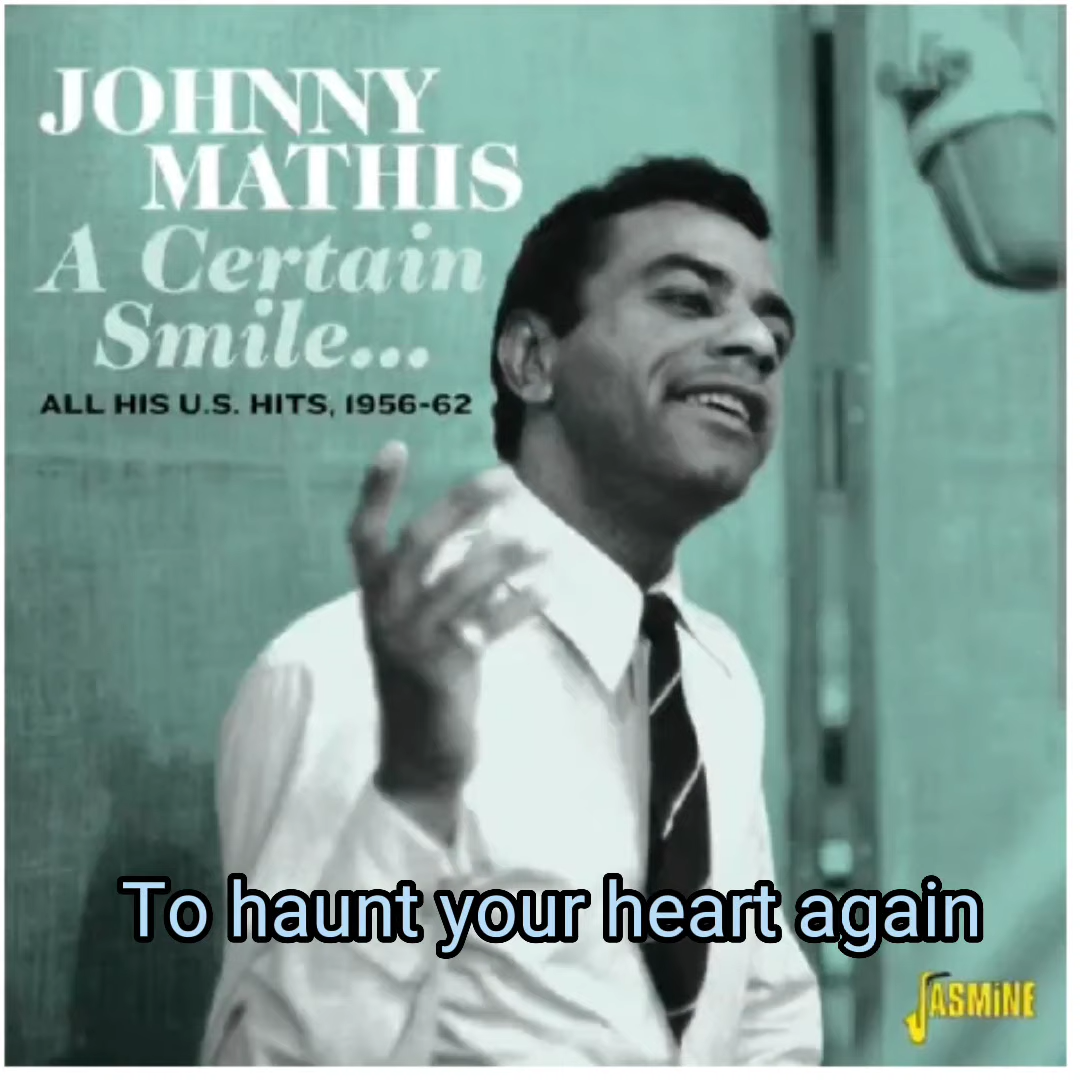 JOHNNY
MATHIS
A Certain
Smile...
ALL HIS U.S. HITS, 1956-62
To haunt your heart again
JASMiNE